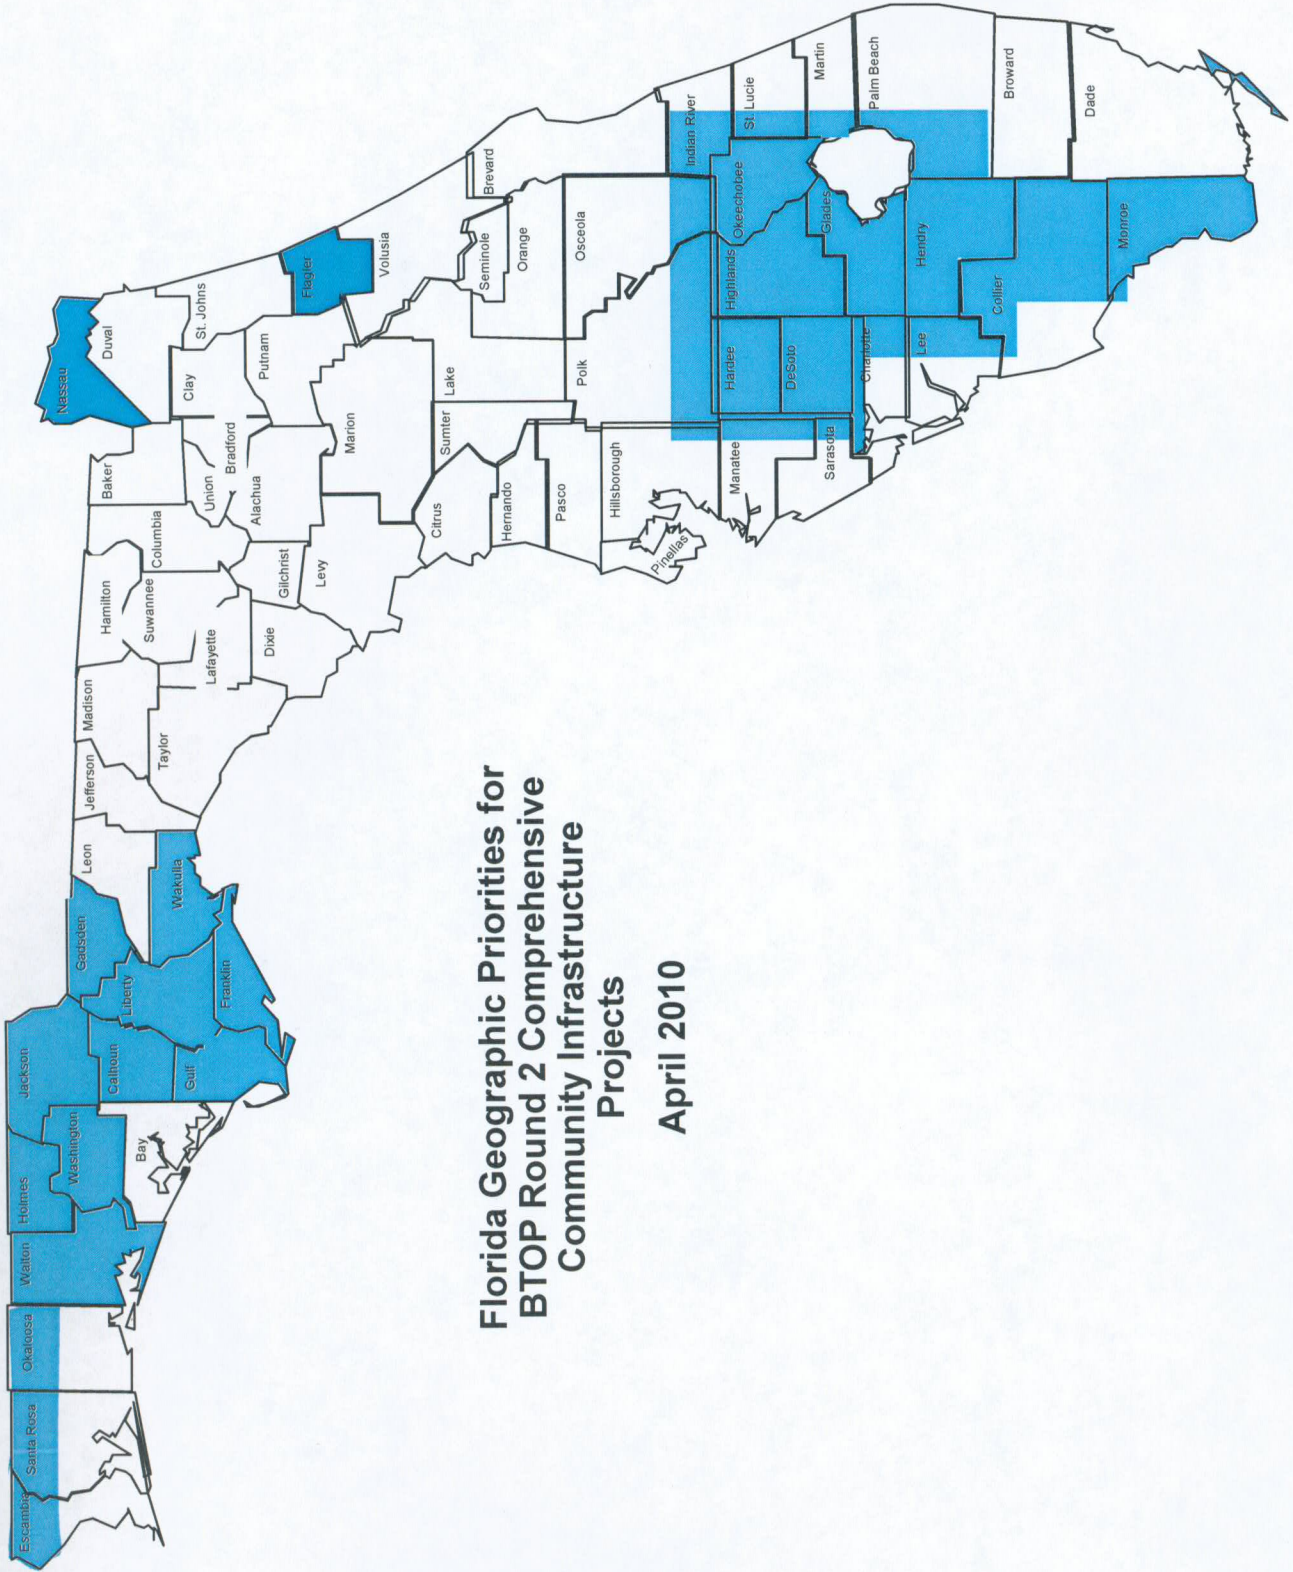 Florida Geographic Priorities for
BTOP Round 2 Comprehensive
Community Infrastructure
Projects
April 2010
Escambia
Santa Rosa
Okaloosa
Walton
Holmes
Washington
Bay
Jackson
Calhoun
Gulf
Gadsden
Liberty
Franklin
Leon
Wakulla
Jefferson
Madison
Taylor
Hamilton
Suwannee
Lafayette
Dixie
Columbia
Gilchrist
Levy
Baker
Union
Bradford
Alachua
Nassau
Duval
Clay
St. Johns
Putnam
Flagler
Marion
Volusia
Citrus
Sumter
Lake
Hernando
Pasco
Seminole
Orange
Brevard
Osceola
Polk
Hillsborough
Pinellas
Manatee
Sarasota
Hardee
DeSoto
Highlands
Okeechobee
Indian River
St. Lucie
Martin
Charlotte
Glades
Lee
Hendry
Palm Beach
Collier
Broward
Monroe
Dade